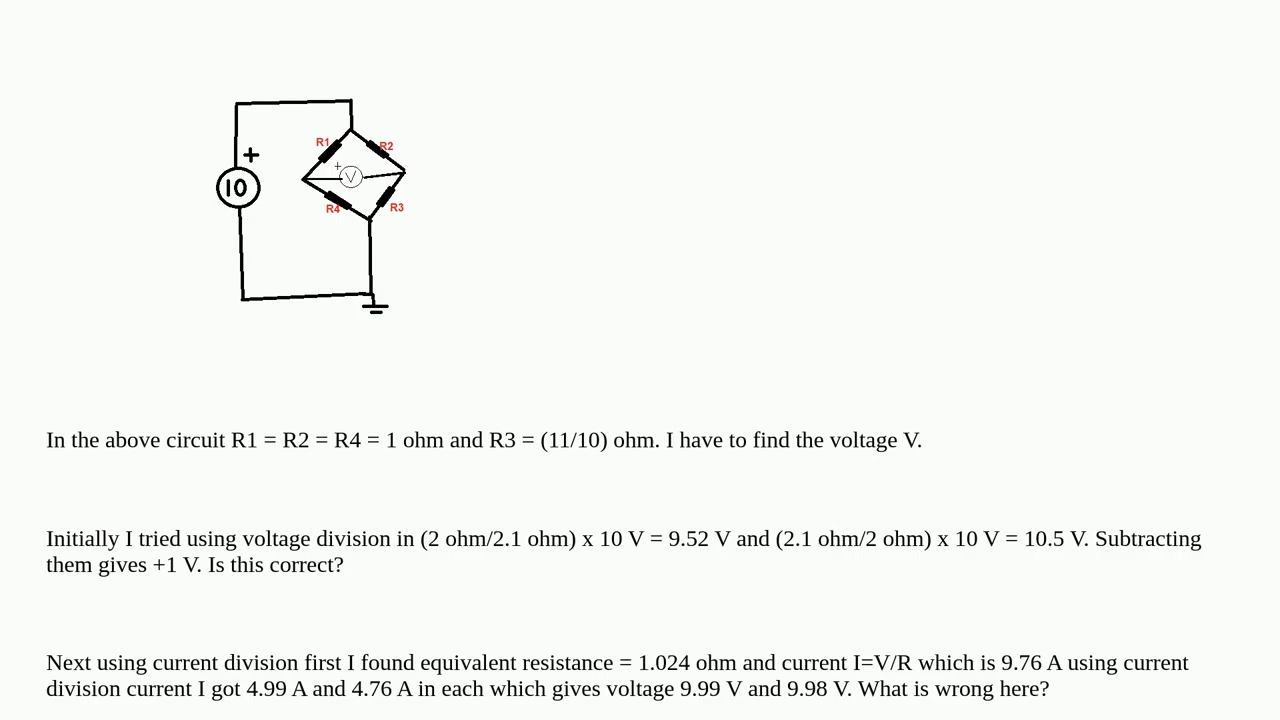 R1
R2
+
+
V
10
R4
R3
In the above circuit R1 = R2 = R4 = 1 ohm and R3 = (11/10) ohm. I have to find the voltage V.
Initially I tried using voltage division in (2 ohm/2.1 ohm) x 10 V = 9.52 V and (2.1 ohm/2 ohm) x 10 V = 10.5 V. Subtracting
them gives +1 V. Is this correct?
Next using current division first I found equivalent resistance = 1.024 ohm and current I=V/R which is 9.76 A using current
division current I got 4.99 A and 4.76 A in each which gives voltage 9.99 V and 9.98 V. What is wrong here?